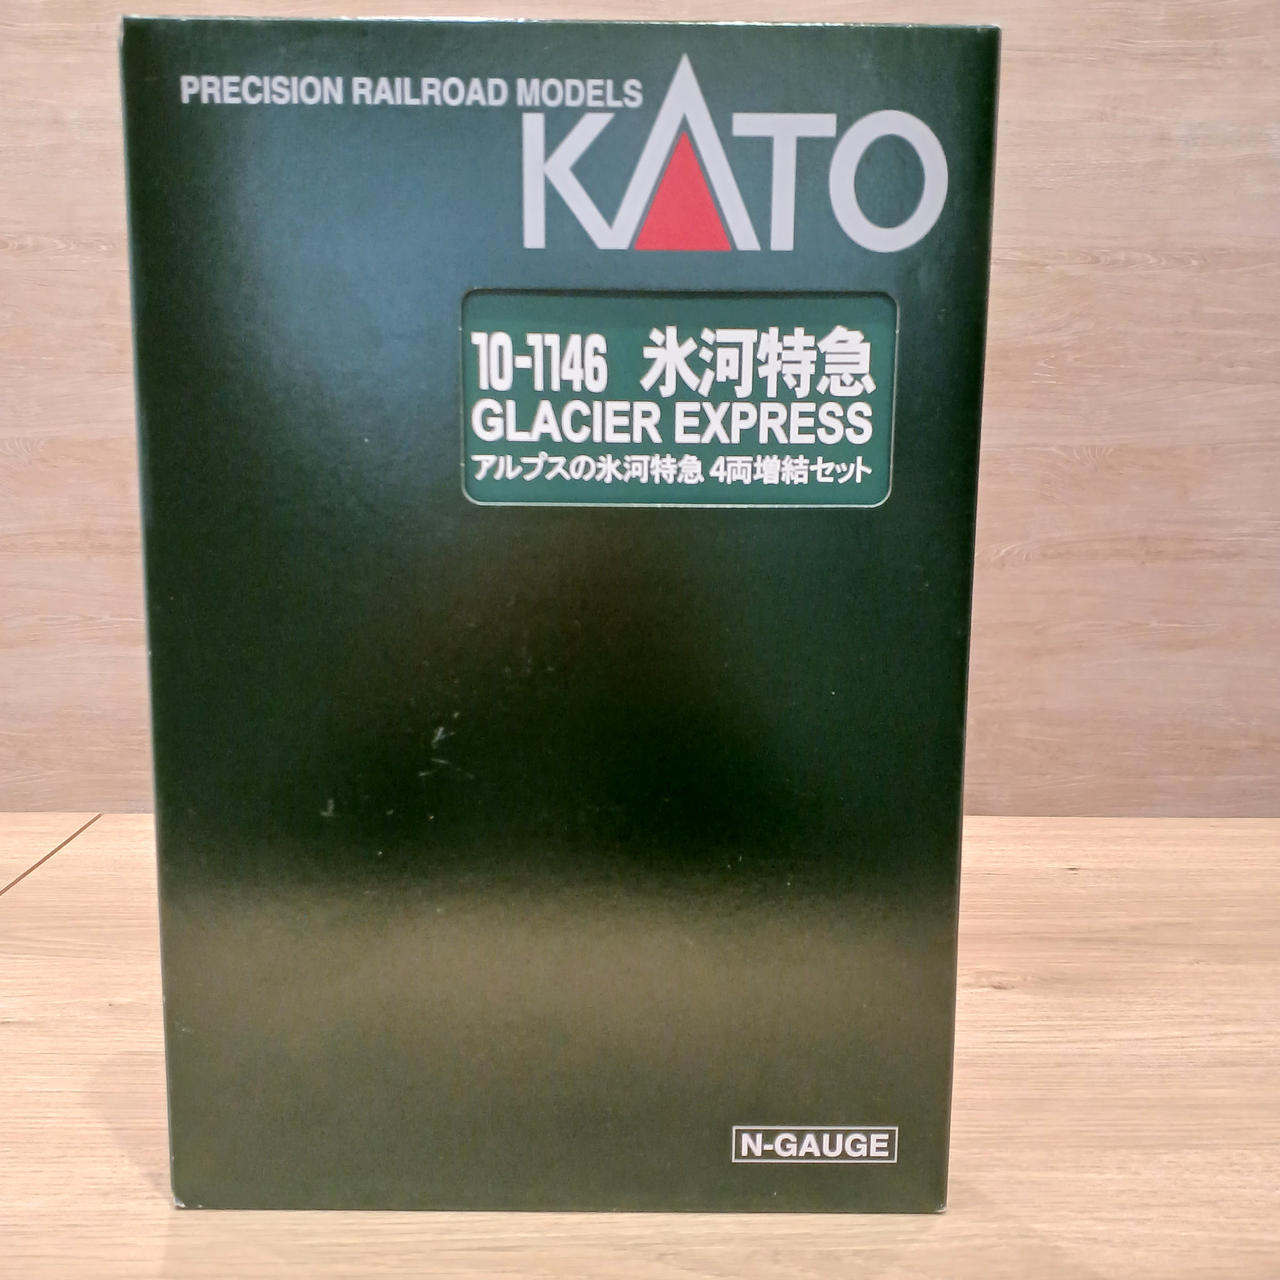 PRECISION RAILROAD MODELS
KATO
10-1146 氷河特急
GLACIER EXPRESS
アルプスの氷河特急 4両増結セット
N-GAUGE